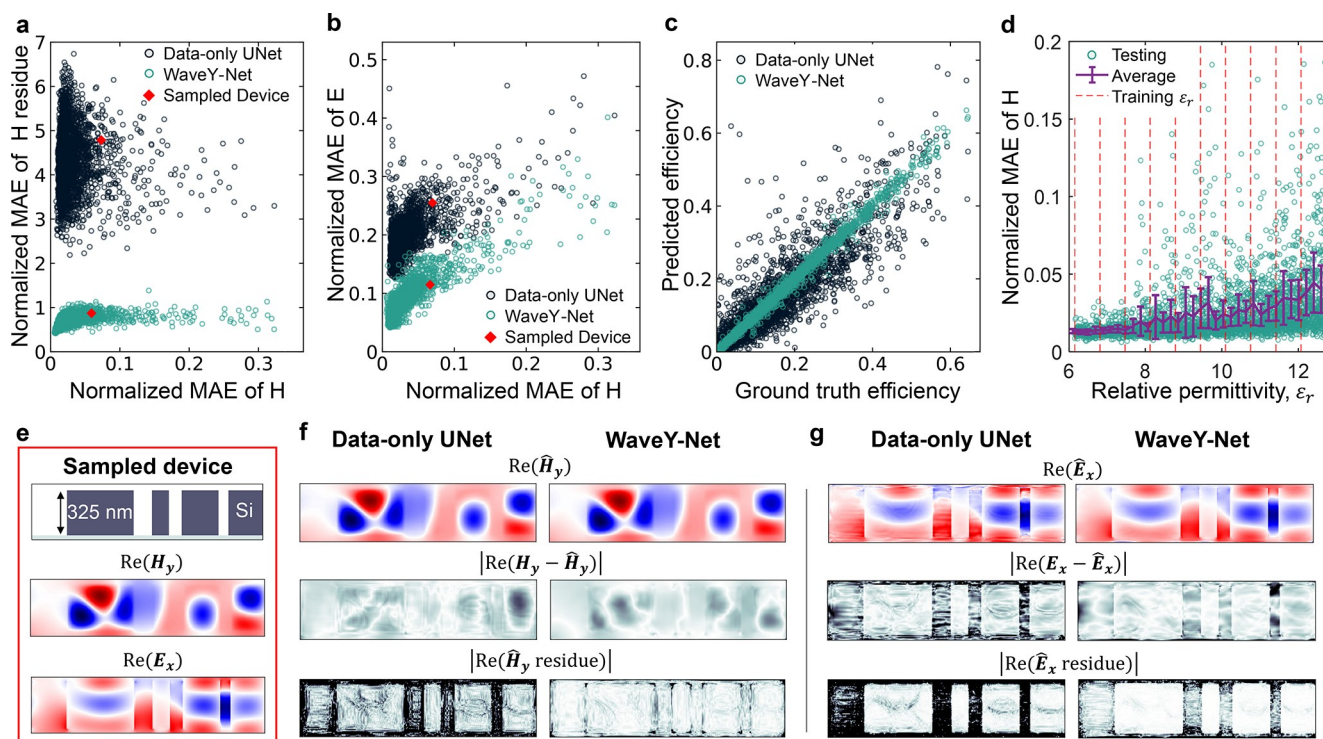 a
Normalized MAE of H residue
7
6
5
4
3
2
1
0
0
0.1
0.2
0.3
Normalized MAE of H
Data-only UNet
WaveY-Net
Sampled Device
b
Normalized MAE of E
0.5
0.4
0.3
0.2
0.1
0
0
0.1
0.2
0.3
Normalized MAE of H
Data-only UNet
WaveY-Net
Sampled Device
c
Predicted efficiency
0.8
0.6
0.4
0.2
0
0
0.2
0.4
0.6
Ground truth efficiency
Data-only UNet
WaveY-Net
d
Normalized MAE of H
0.2
0.15
0.1
0.05
0
6
8
10
12
Relative permittivity, εr
Testing
Average
Training εr
e
Sampled device
325 nm
Si
Re(Hy)
Re(Ex)
f
Data-only UNet WaveY-Net
Re(Ĥy)
|Re(Hy − Ĥy)|
|Re(Ĥy residue)|
g
Data-only UNet WaveY-Net
Re(Êx)
|Re(Ex − Êx)|
|Re(Êx residue)|